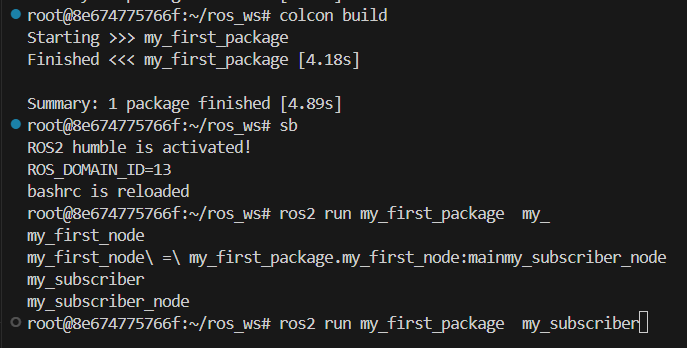 root@8e674775766f:~/ros_ws# colcon build
Starting >>> my_first_package
Finished <<< my_first_package [4.18s]

Summary: 1 package finished [4.89s]
root@8e674775766f:~/ros_ws# sb
ROS2 humble is activated!
ROS_DOMAIN_ID=13
bashrc is reloaded
root@8e674775766f:~/ros_ws# ros2 run my_first_package  my_
my_first_node
my_first_node\ =\ my_first_package.my_first_node:mainmy_subscriber_node
my_subscriber
my_subscriber_node
root@8e674775766f:~/ros_ws# ros2 run my_first_package  my_subscriber